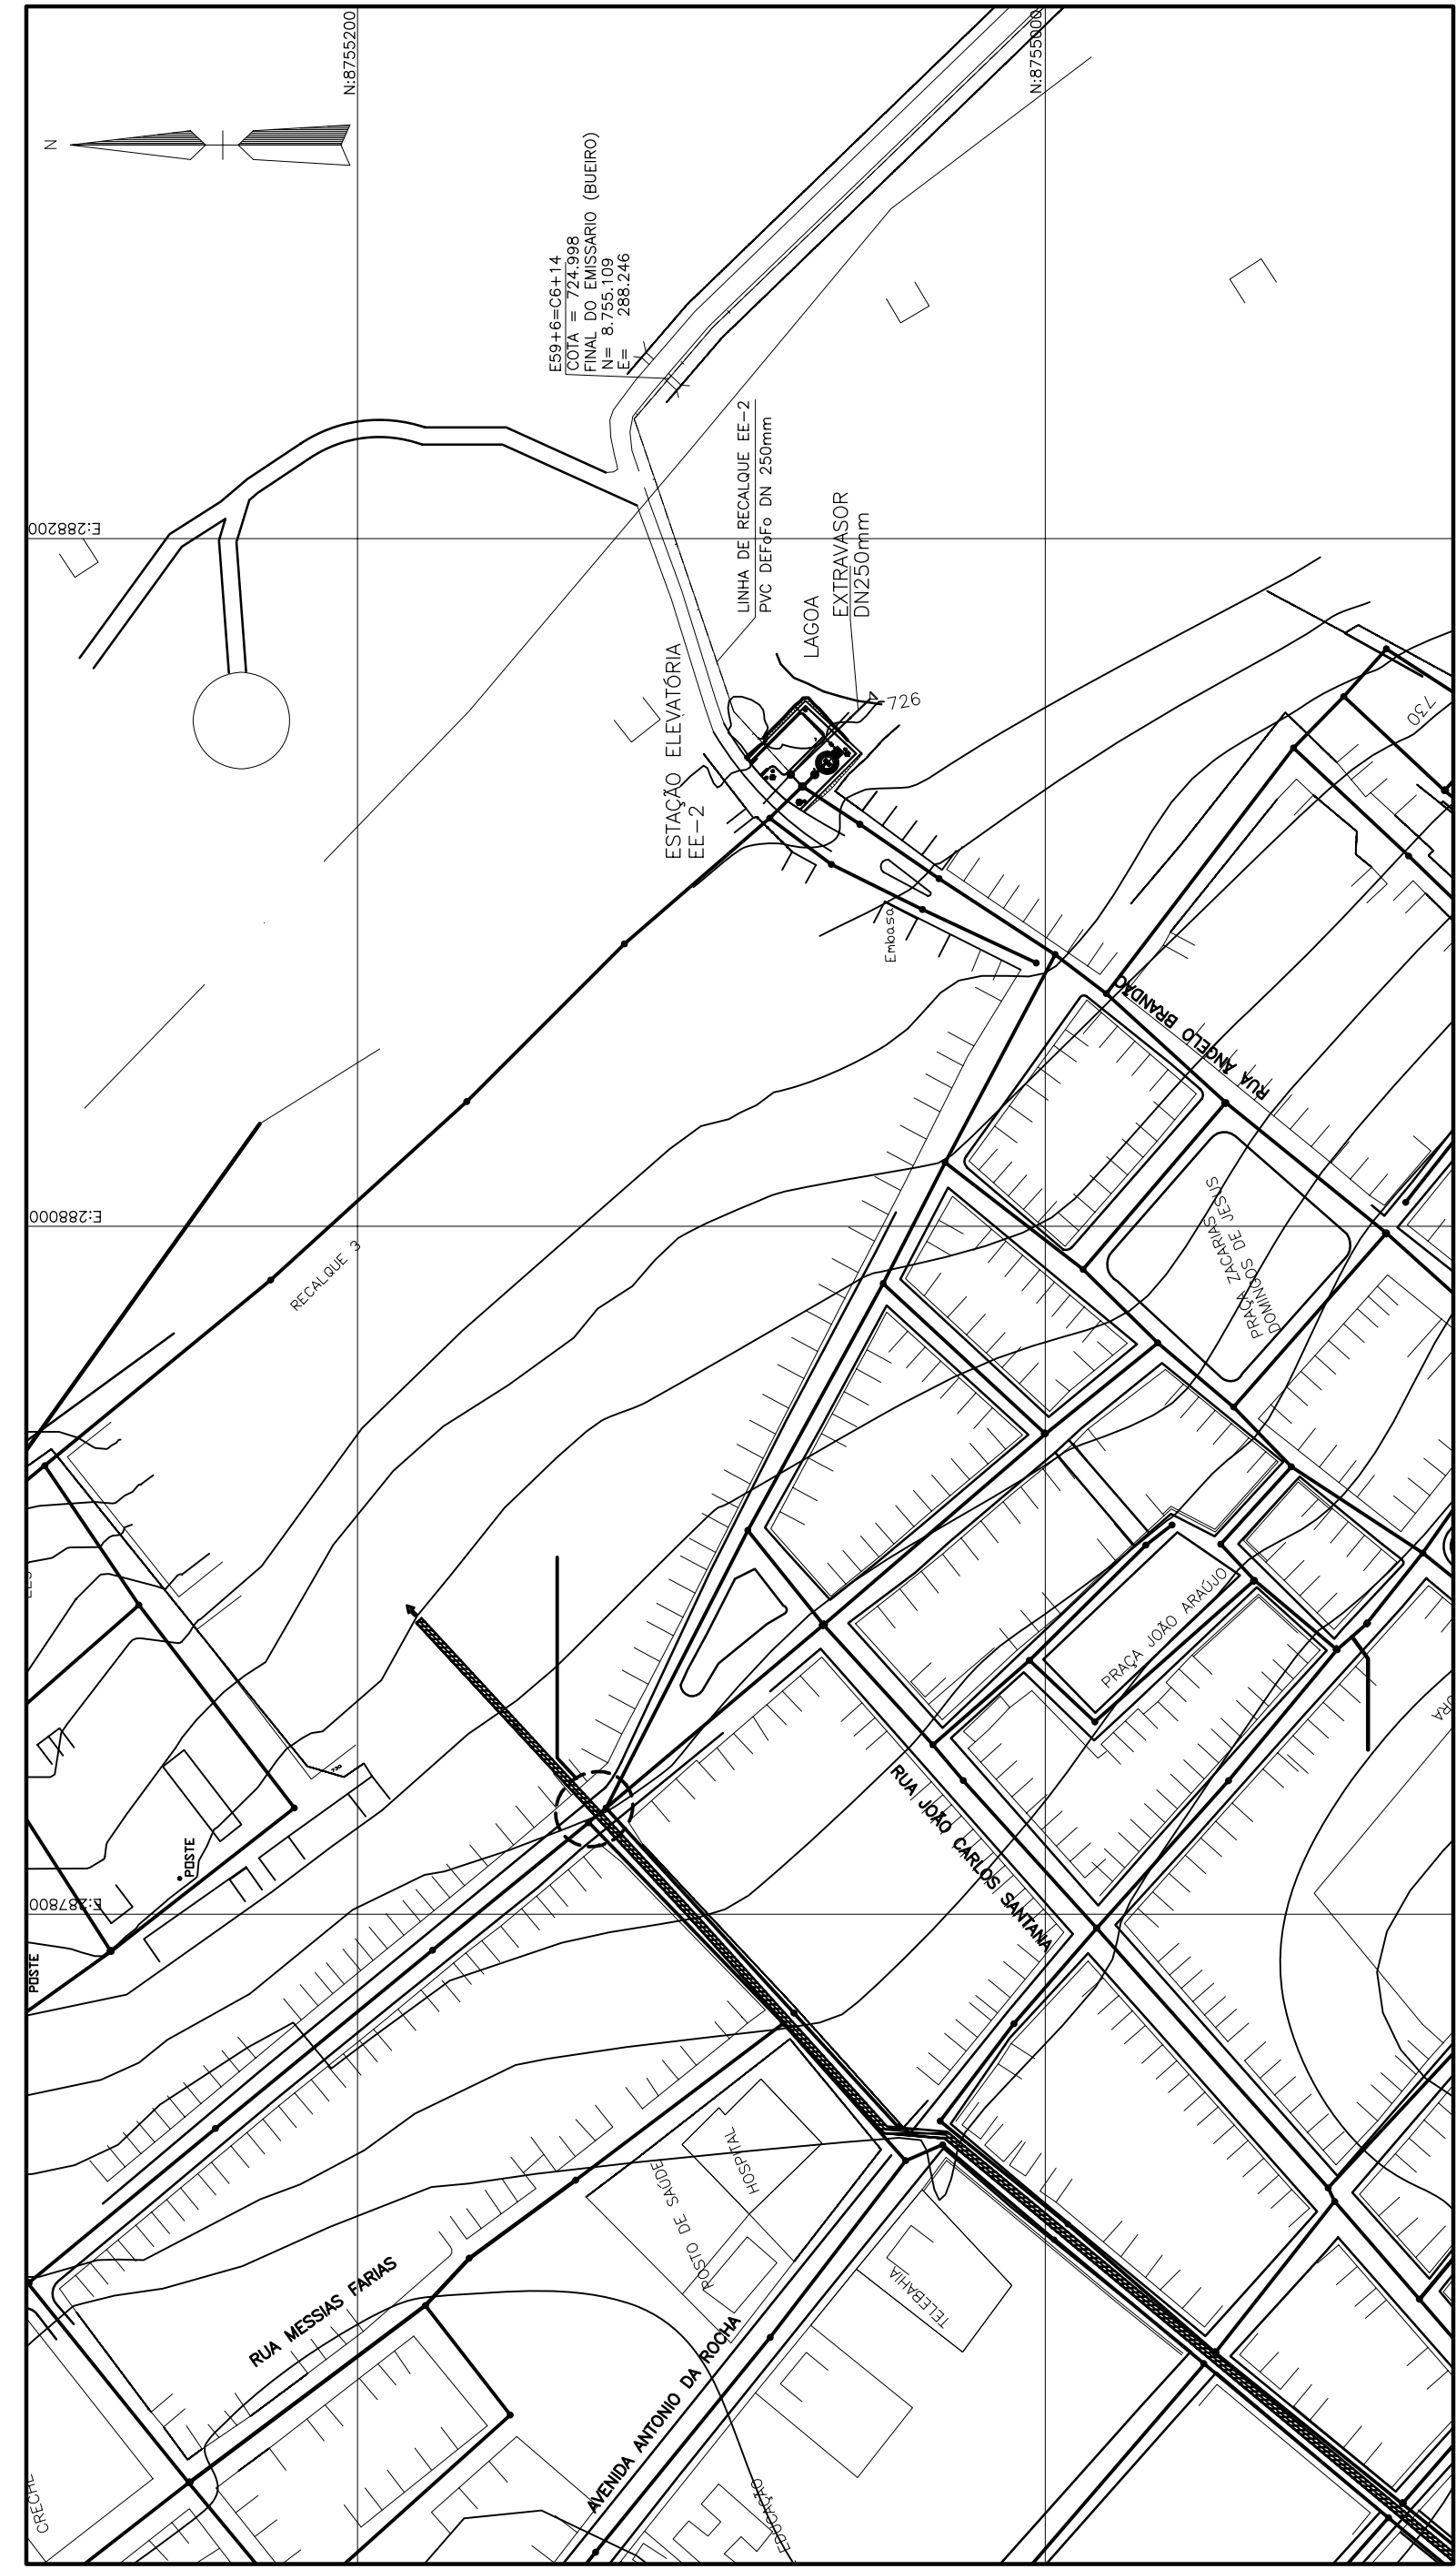 N:8755200
N:8755000
N
E59+6=C6+14
COTA = 724.998
FINAL DO EMISSARIO (BUEIRO)
N= 8.755.109
E= 288.246
E:288200
LINHA DE RECALQUE EE-2
PVC DEFoFo DN 250mm
EXTRAVASOR
DN250mm
LAGOA
726
730
ESTAÇÃO ELEVATÓRIA
EE-2
Embasa
RUA ÂNGELO BRANDÃO
E:288000
RECALQUE 3
PRAÇA ZACARIAS
DOMINGOS DE JESUS
PRAÇA JOÃO ARAÚJO
RUA JOÃO CARLOS SANTANA
730
POSTE
E:287800
POSTE
HOSPITAL
POSTO DE SAÚDE
TELEBAHIA
RUA MESSIAS FARIAS
AVENIDA ANTONIO DA ROCHA
EDUCAÇÃO
CRECHE